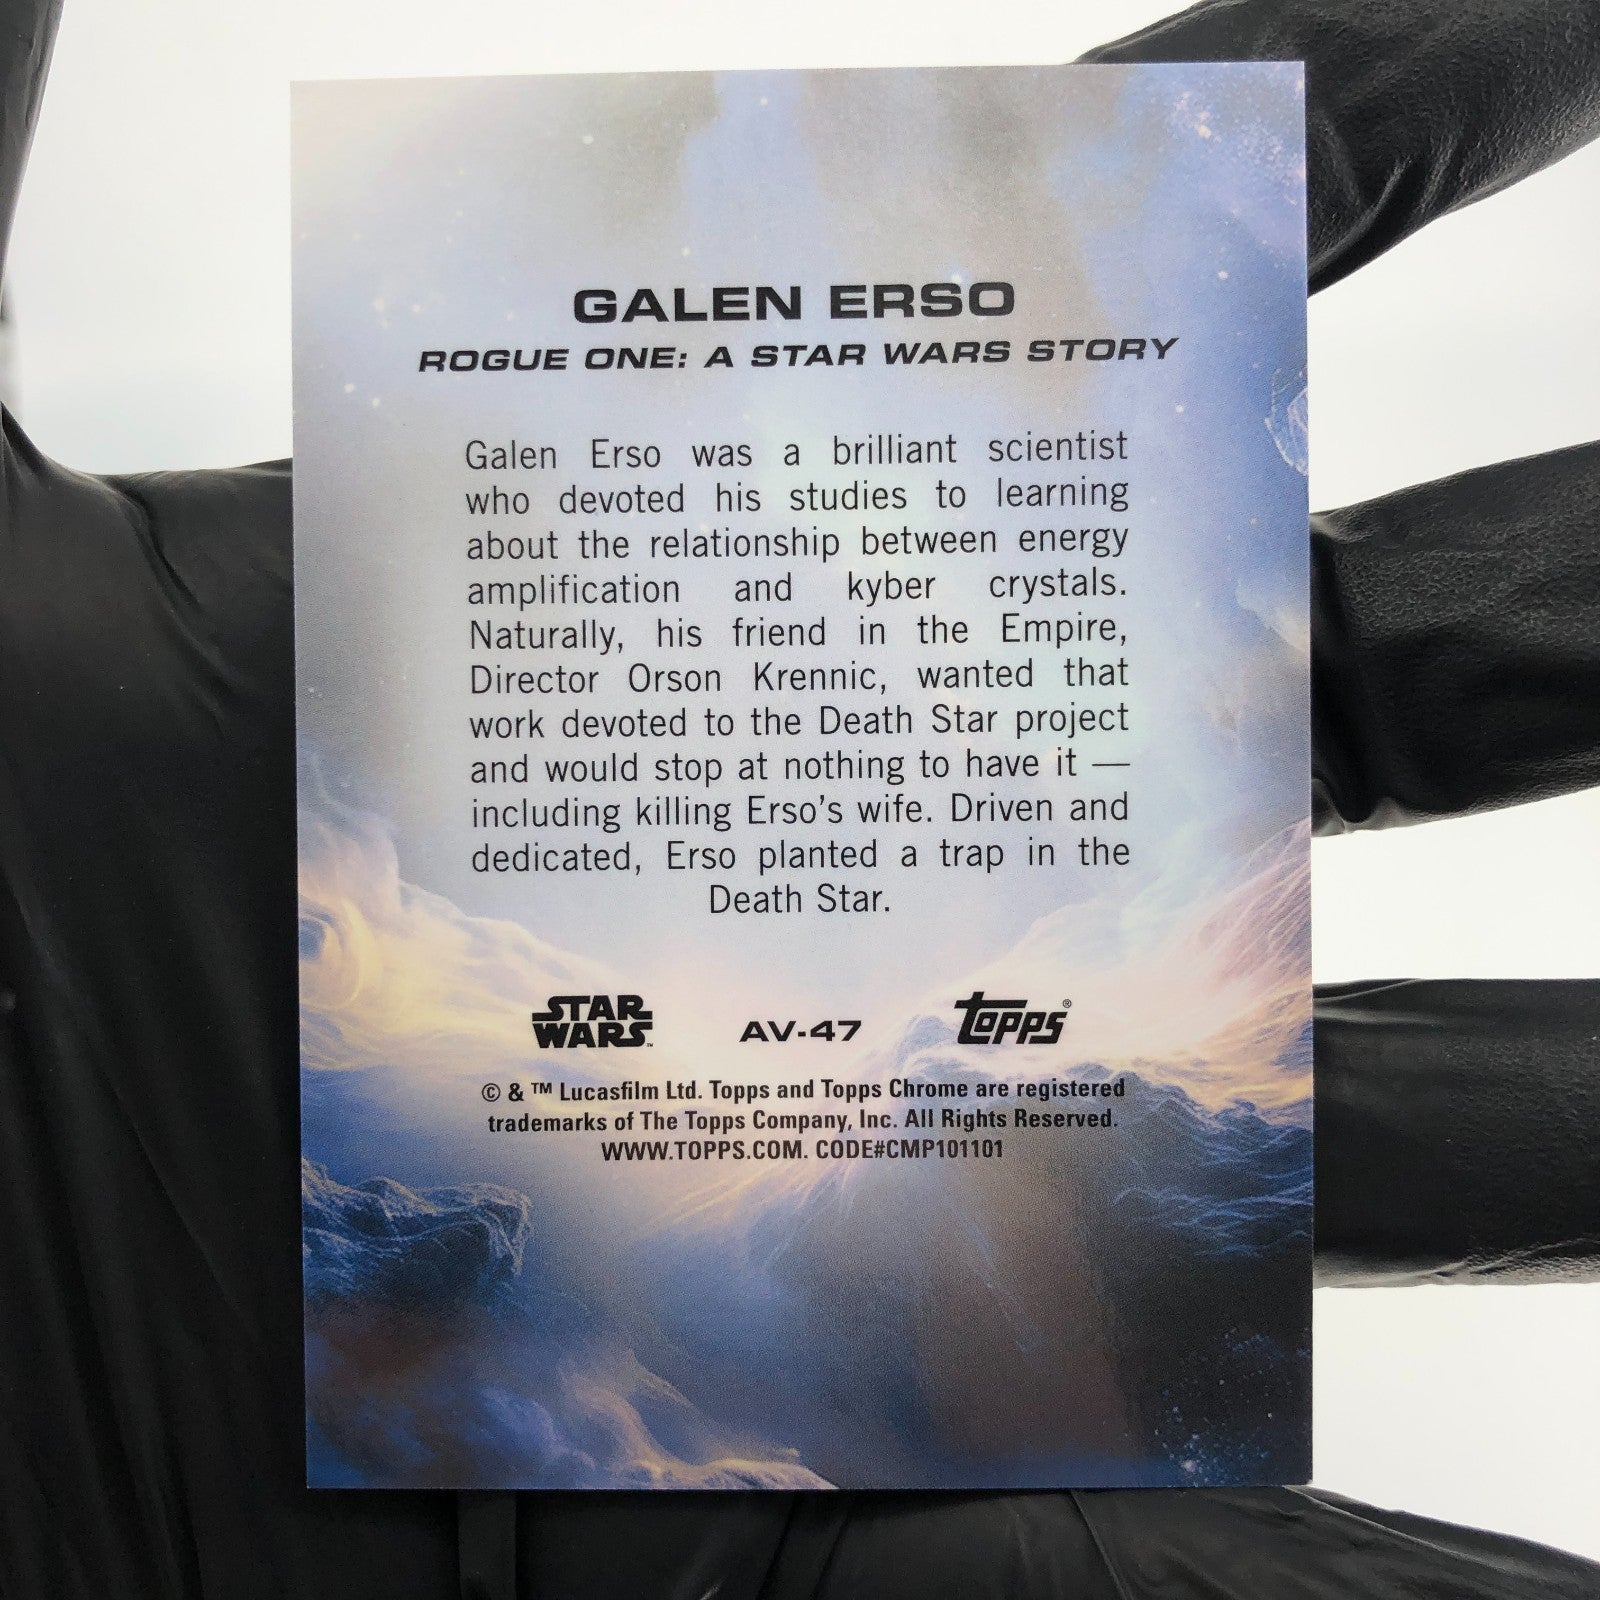 GALEN ERSO
ROGUE ONE: A STAR WARS STORY
Galen Erso was a brilliant scientist
who devoted his studies to learning
about the relationship between energy
amplification and kyber crystals.
Naturally, his friend in the Empire,
Director Orson Krennic, wanted that
work devoted to the Death Star project
and would stop at nothing to have it —
including killing Erso's wife. Driven and
dedicated, Erso planted a trap in the
Death Star.
STAR
WARS™
AV-47
topps®
© & ™ Lucasfilm Ltd. Topps and Topps Chrome are registered
trademarks of The Topps Company, Inc. All Rights Reserved.
WWW.TOPPS.COM. CODE#CMP101101